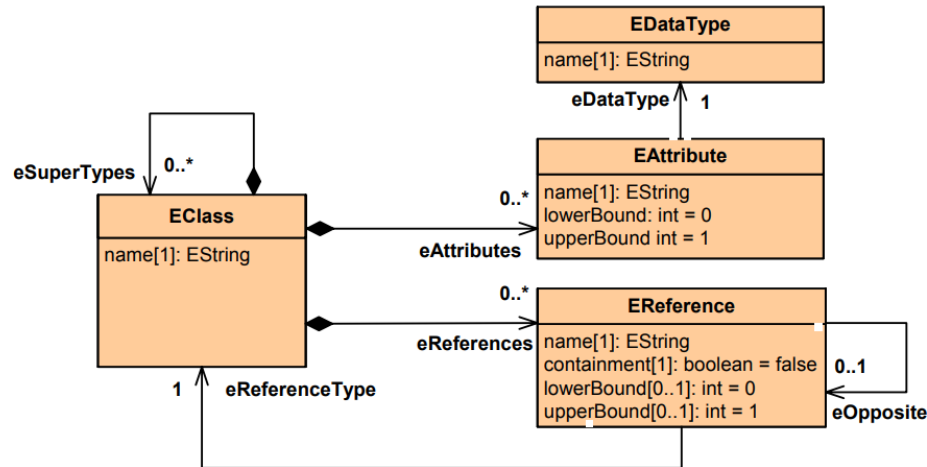 EDataType
name[1]: EString
eDataType 1
eSuperTypes 0..*
EAttribute
name[1]: EString
lowerBound: int = 0
upperBound int = 1
EClass
name[1]: EString
0..*
eAttributes
0..*
eReferences
EReference
name[1]: EString
containment[1]: boolean = false
lowerBound[0..1]: int = 0
upperBound[0..1]: int = 1
0..1
eOpposite
1 eReferenceType